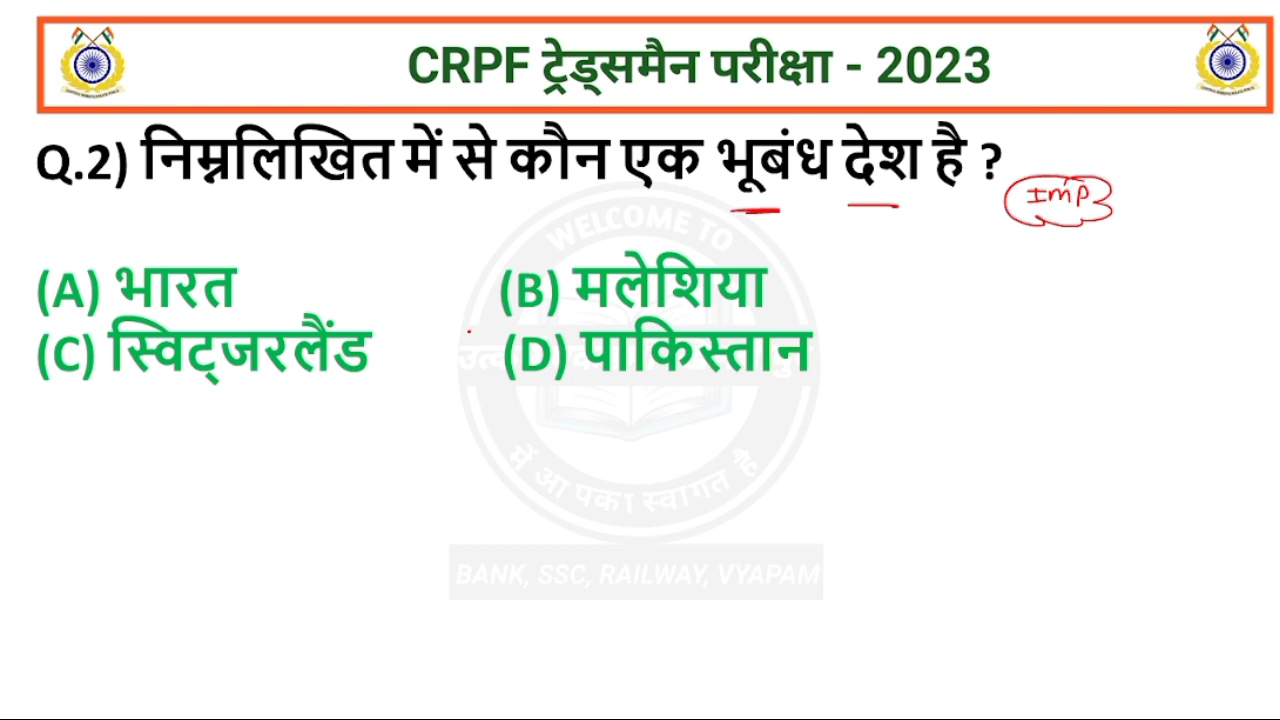 CRPF ट्रेड्समैन परीक्षा - 2023
Q.2) निम्नलिखित में से कौन एक भूबंध देश है ?
Imp
(A) भारत (B) मलेशिया
(C) स्विट्जरलैंड (D) पाकिस्तान
WELCOME TO
में आपका स्वागत है
BANK, SSC, RAILWAY, VYAPAM